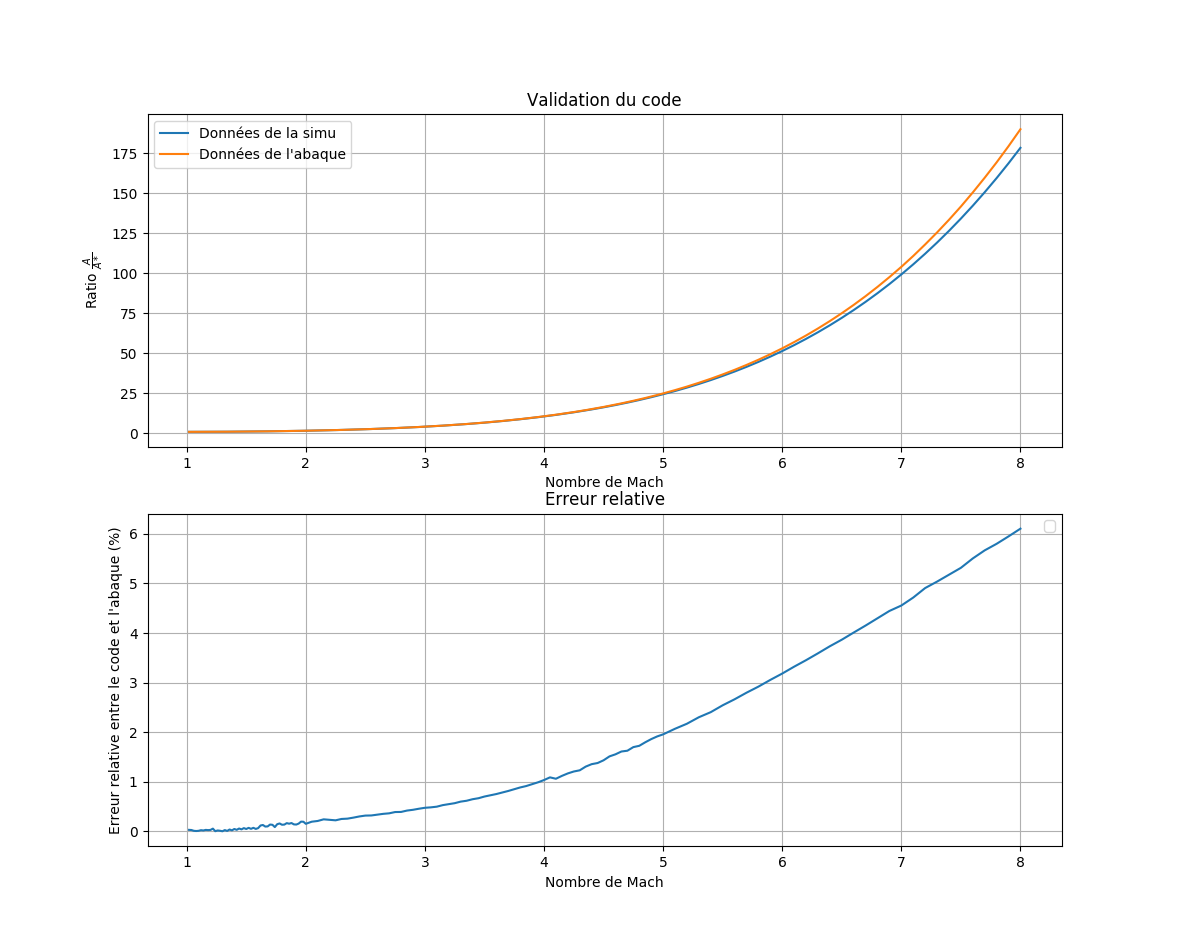 Validation du code
Données de la simu
Données de l'abaque
175
150
125
100
75
50
25
0
Ratio A/A*
1 2 3 4 5 6 7 8
Nombre de Mach
Erreur relative
6
5
4
3
2
1
0
Erreur relative entre le code et l'abaque (%)
1 2 3 4 5 6 7 8
Nombre de Mach